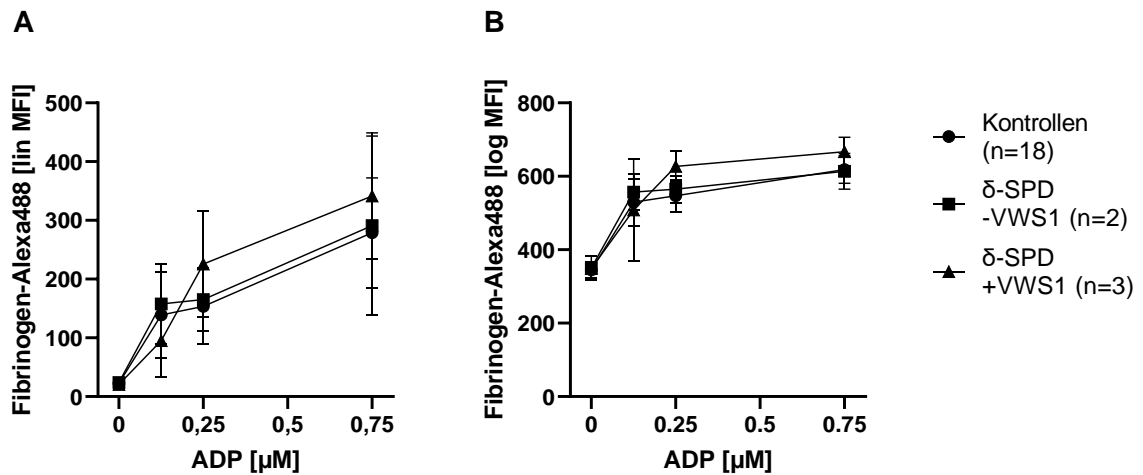 A
Fibrinogen-Alexa488 [lin MFI]
500
400
300
200
100
0
0
0,25
0,5
0,75
ADP [µM]
B
Fibrinogen-Alexa488 [log MFI]
800
600
400
200
0
0
0.25
0.5
0.75
ADP [µM]
Kontrollen
(n=18)
δ-SPD
-VWS1 (n=2)
δ-SPD
+VWS1 (n=3)